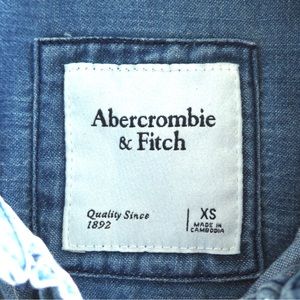 Abercrombie
& Fitch
Quality Since
1892
XS
MADE IN
CAMBODIA